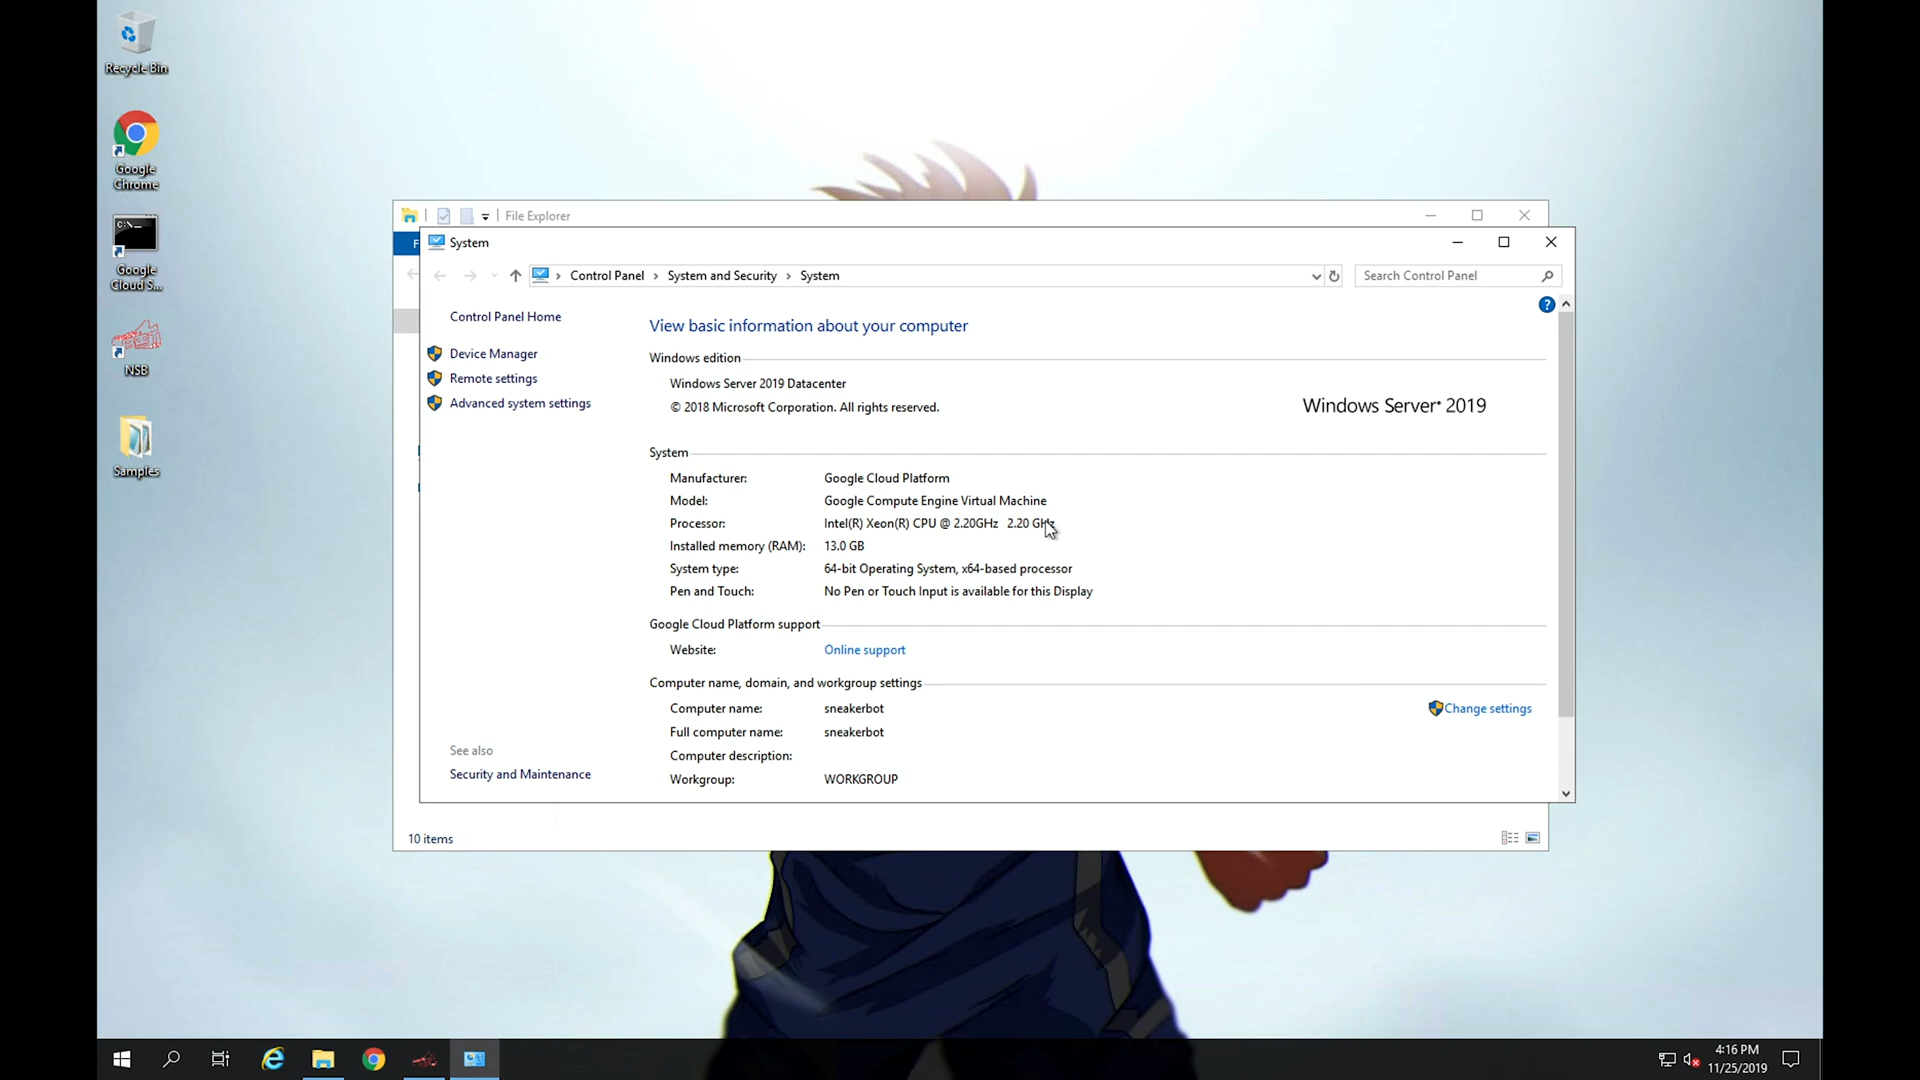 Recycle Bin
Google
Chrome
C:\_
Google
Cloud S...
NSB
Samples
File Explorer
F
System
Control Panel
System and Security
System
Search Control Panel
Control Panel Home
Device Manager
Remote settings
Advanced system settings
See also
Security and Maintenance
View basic information about your computer
Windows edition
Windows Server 2019 Datacenter
© 2018 Microsoft Corporation. All rights reserved.
Windows Server® 2019
System
Manufacturer: Google Cloud Platform
Model: Google Compute Engine Virtual Machine
Processor: Intel(R) Xeon(R) CPU @ 2.20GHz 2.20 GHz
Installed memory (RAM): 13.0 GB
System type: 64-bit Operating System, x64-based processor
Pen and Touch: No Pen or Touch Input is available for this Display
Google Cloud Platform support
Website: Online support
Computer name, domain, and workgroup settings
Computer name: sneakerbot
Change settings
Full computer name: sneakerbot
Computer description:
Workgroup: WORKGROUP
10 items
4:16 PM
11/25/2019